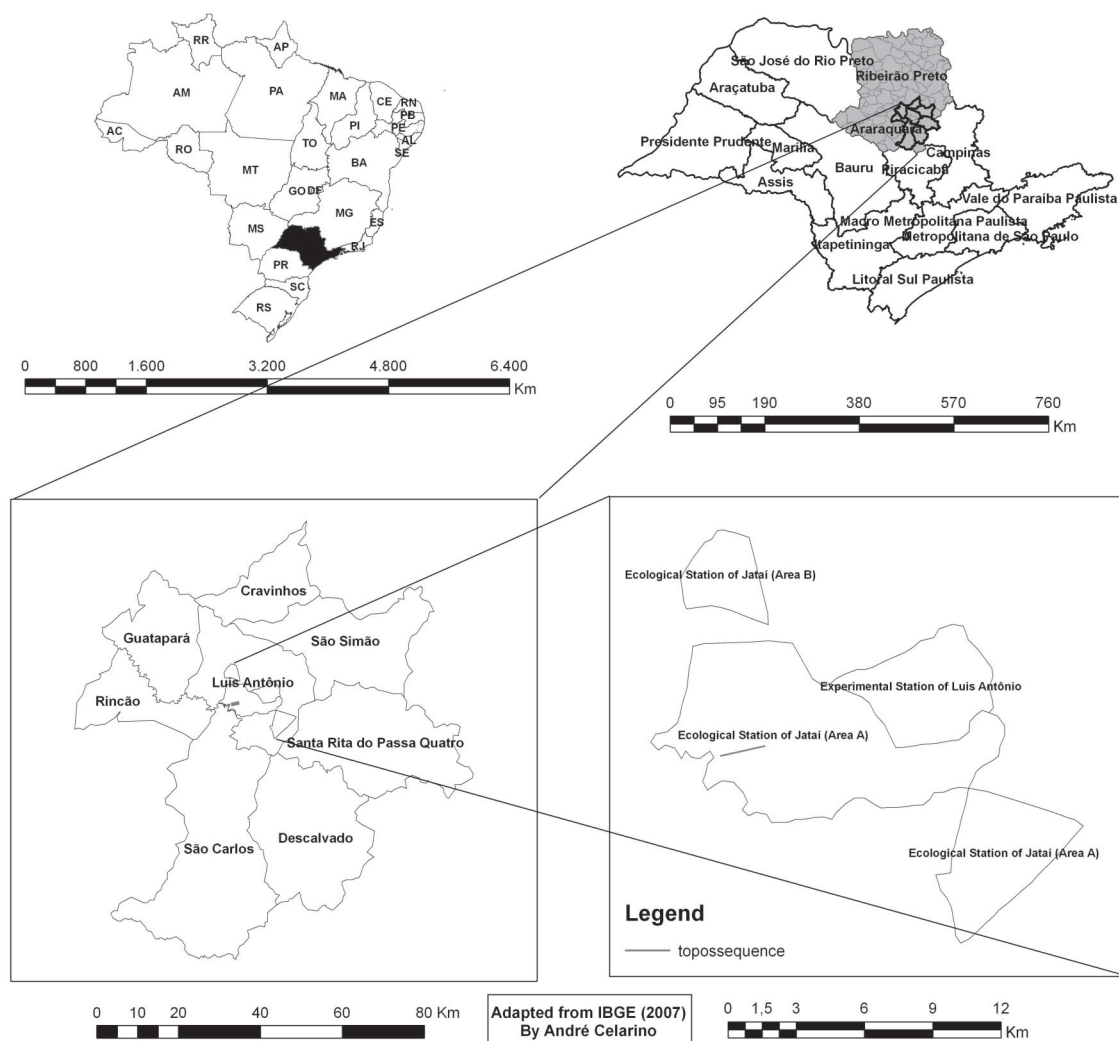 RR
AP
AM
PA
MA
CE
RN
PB
PE
AL
SE
PI
AC
RO
TO
BA
MT
GO
DF
MG
ES
MS
RJ
PR
SC
RS
0 800 1.600 3.200 4.800 6.400
Km
São José do Rio Preto
Ribeirão Preto
Araçatuba
Araraquara
Presidente Prudente
Marília
Campinas
Bauru
Piracicaba
Assis
Vale do Paraíba Paulista
Macro Metropolitana Paulista
Metropolitana de São Paulo
Itapetininga
Litoral Sul Paulista
0 95 190 380 570 760
Km
Cravinhos
Guatapará
São Simão
Luis Antônio
Rincão
Santa Rita do Passa Quatro
São Carlos
Descalvado
0 10 20 40 60 80 Km
Ecological Station of Jataí (Area B)
Experimental Station of Luis Antônio
Ecological Station of Jataí (Area A)
Ecological Station of Jataí (Area A)
Legend
topossequence
Adapted from IBGE (2007)
By André Celarino
0 1,5 3 6 9 12
Km